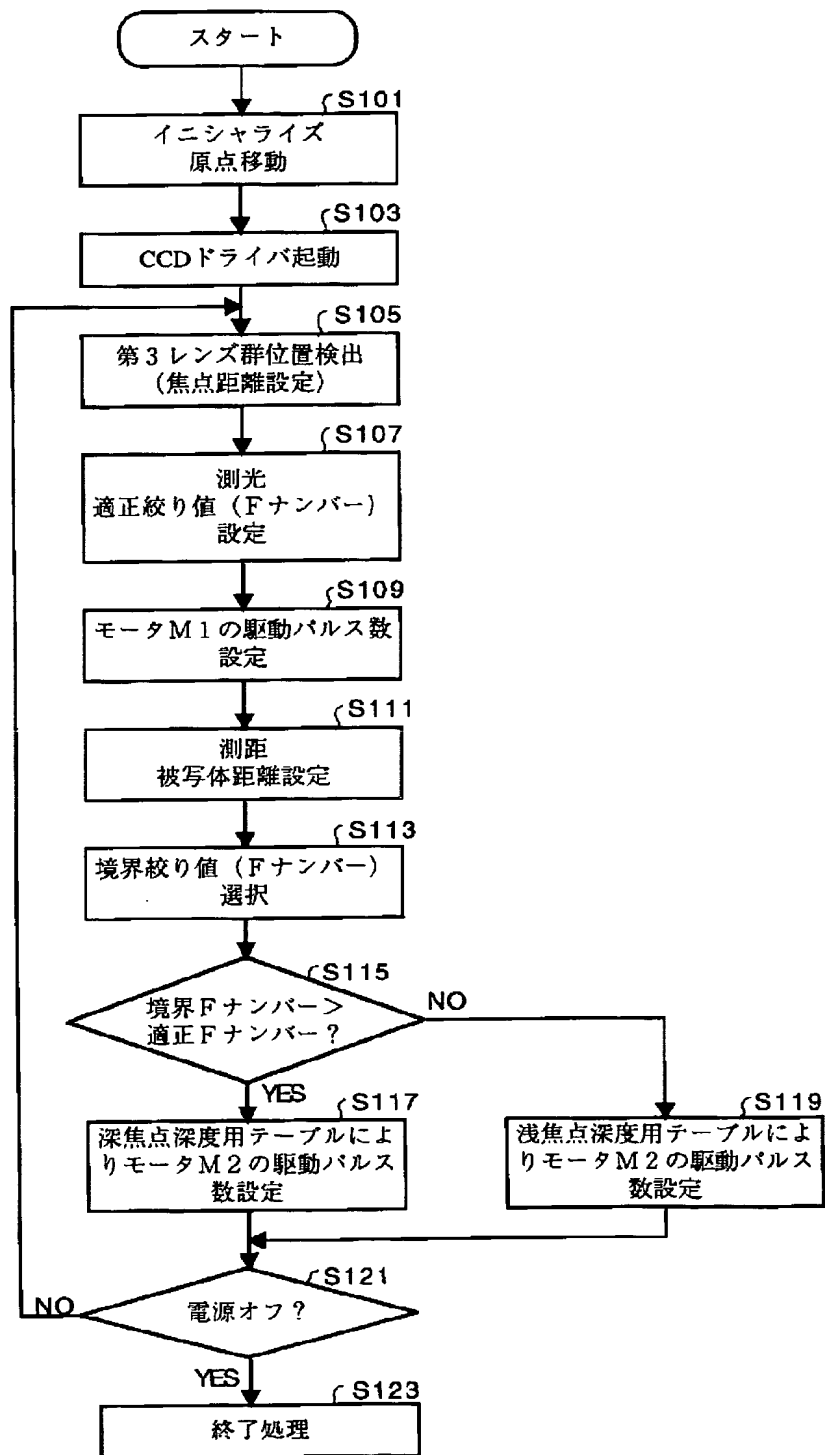 スタート
S101
イニシャライズ
原点移動
S103
CCDドライバ起動
S105
第3レンズ群位置検出
(焦点距離設定)
S107
測光
適正絞り値(Fナンバー)
設定
S109
モータM1の駆動パルス数
設定
S111
測距
被写体距離設定
S113
境界絞り値(Fナンバー)
選択
S115
境界Fナンバー>
適正Fナンバー?
NO
YES
S117
深焦点深度用テーブルによ
りモータM2の駆動パルス
数設定
S119
浅焦点深度用テーブルによ
りモータM2の駆動パルス
数設定
S121
電源オフ?
NO
YES
S123
終了処理